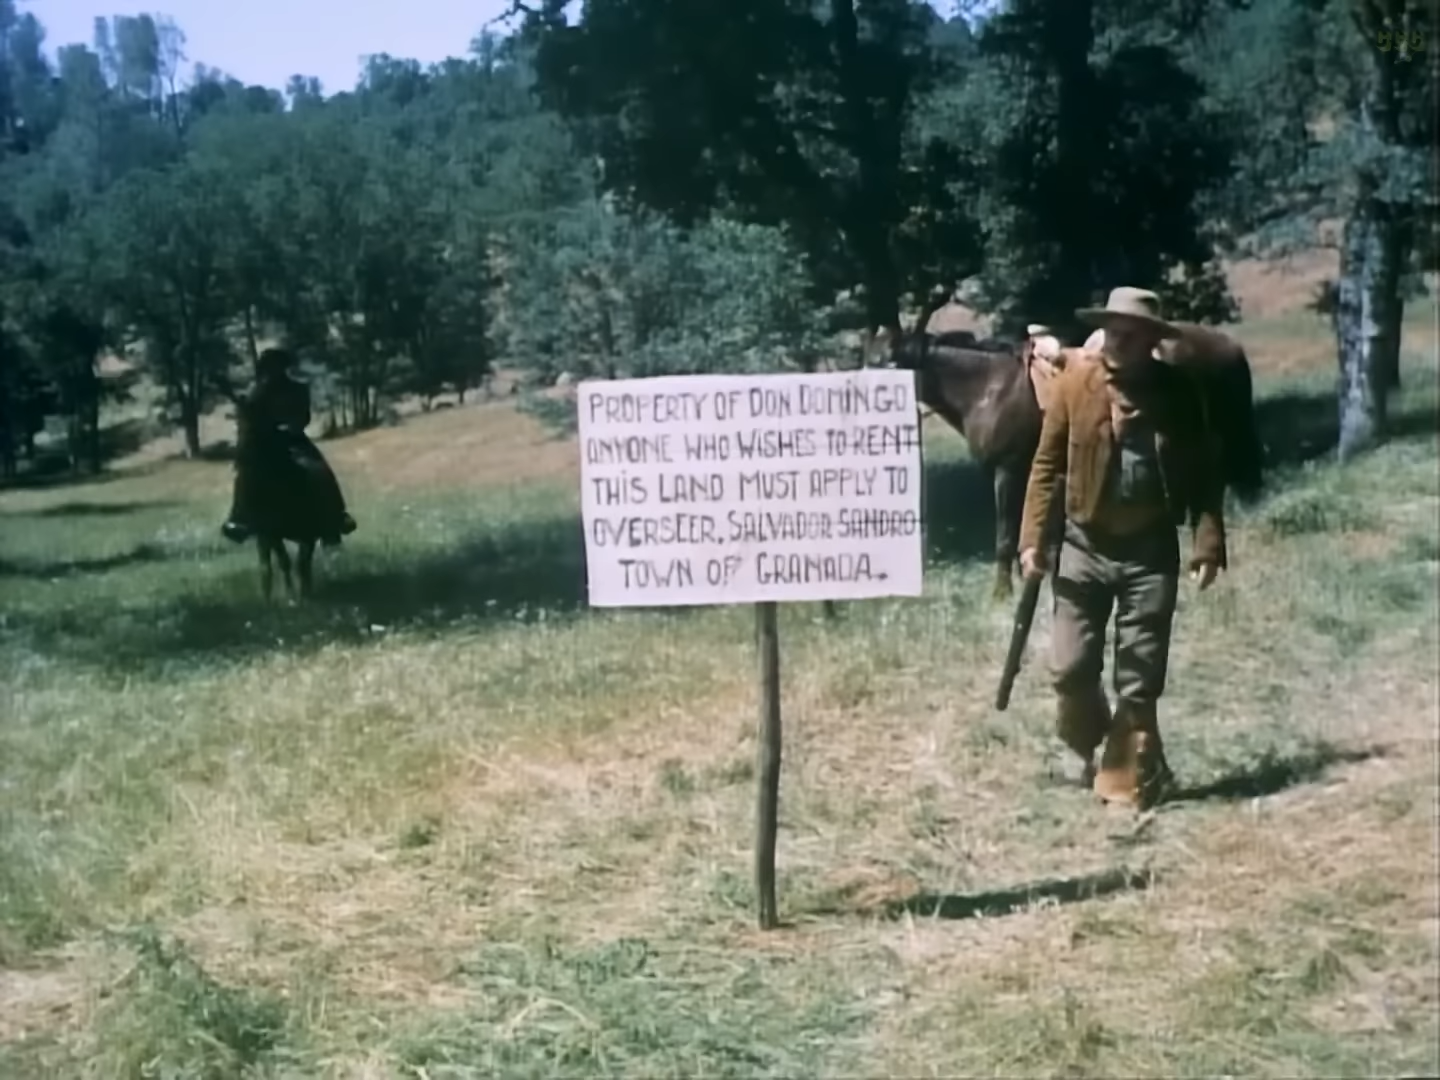 PROPERTY OF DON DOMINGO
ANYONE WHO WISHES TO RENT
THIS LAND MUST APPLY TO
OVERSEER, SALVADOR SANDRO
TOWN OF GRANADA.